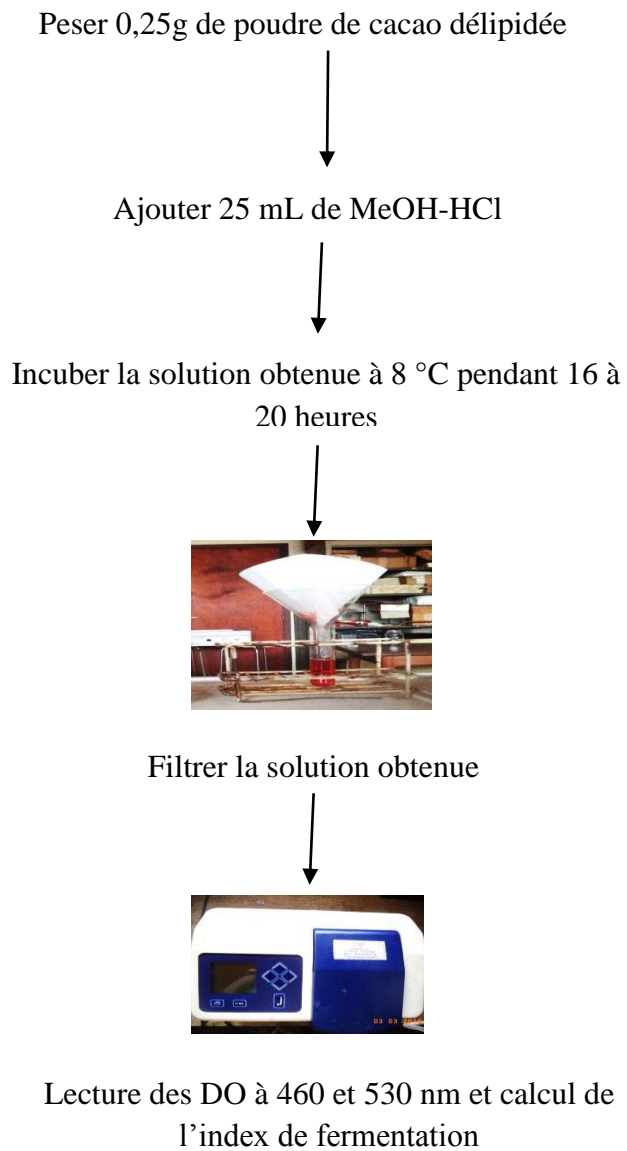 Peser 0,25g de poudre de cacao délipidée
Ajouter 25 mL de MeOH-HCl
Incuber la solution obtenue à 8 °C pendant 16 à
20 heures
Filtrer la solution obtenue
Lecture des DO à 460 et 530 nm et calcul de
l’index de fermentation